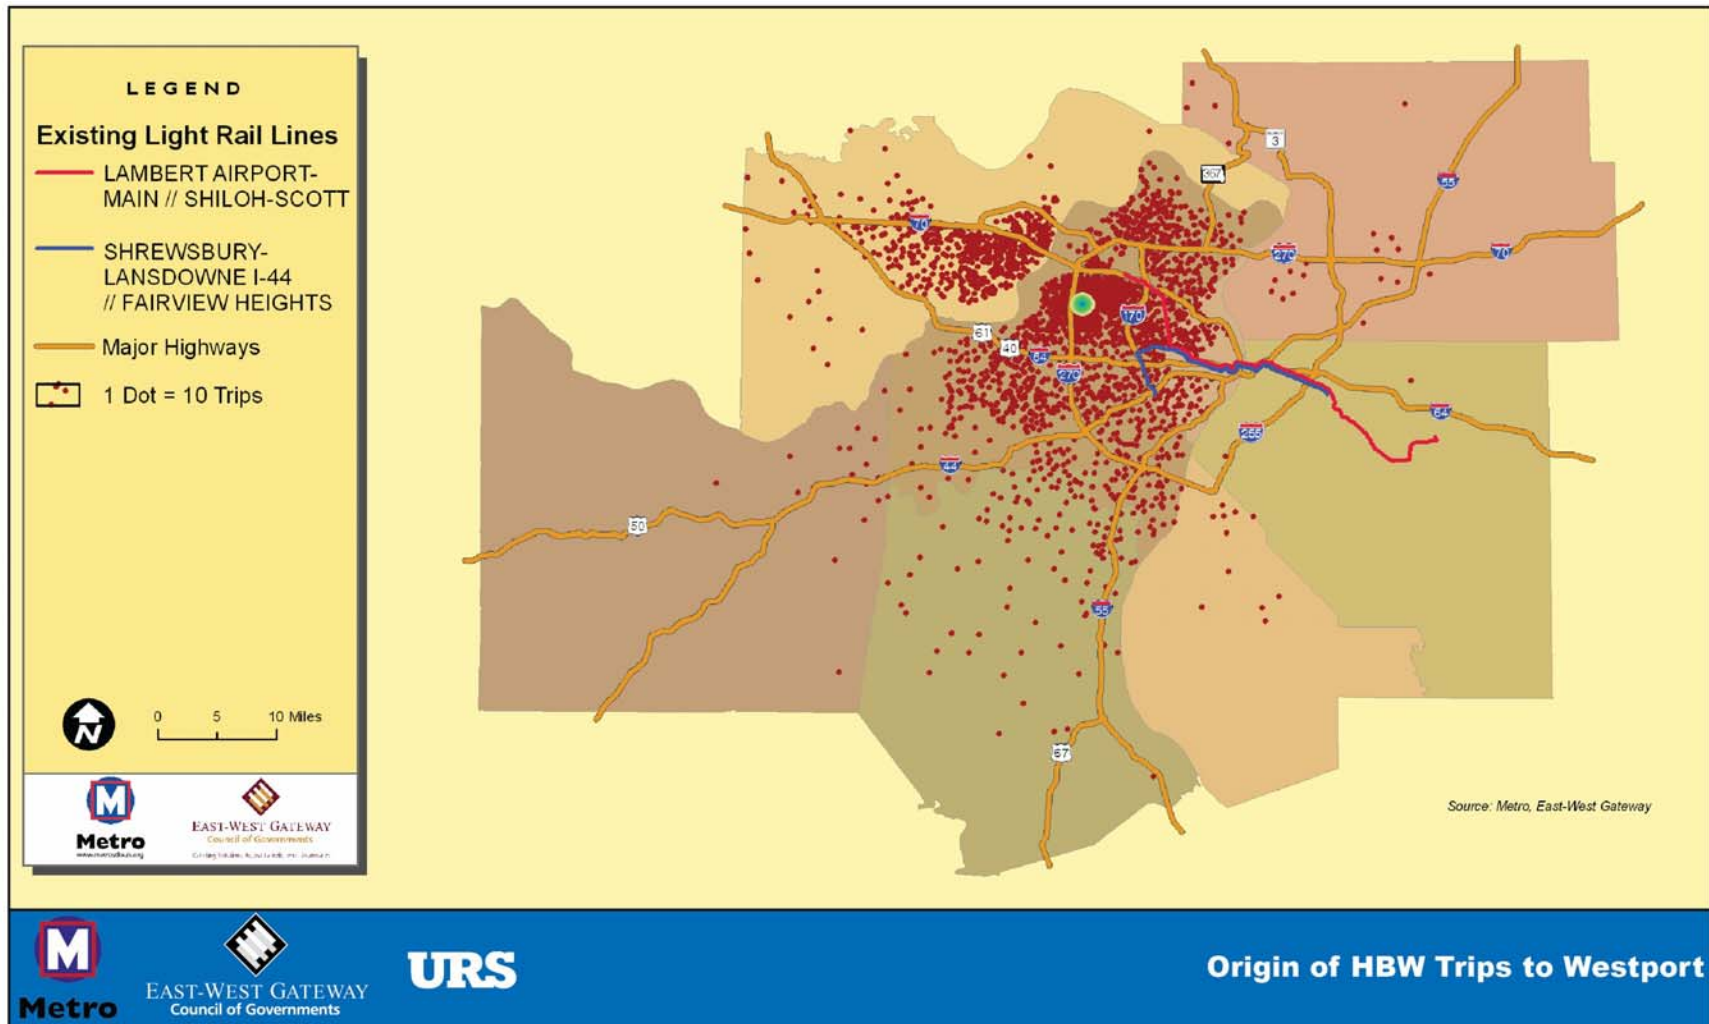 LEGEND
Existing Light Rail Lines
LAMBERT AIRPORT-
MAIN // SHILOH-SCOTT
SHREWSBURY-
LANSDOWNE I-44
// FAIRVIEW HEIGHTS
Major Highways
1 Dot = 10 Trips
N
0 5 10 Miles
M
Metro
EAST-WEST GATEWAY
Council of Governments
3
367
55
70
270
70
170
61
40
64
270
64
255
44
50
55
67
Source: Metro, East-West Gateway
M
Metro
EAST-WEST GATEWAY
Council of Governments
URS
Origin of HBW Trips to Westport